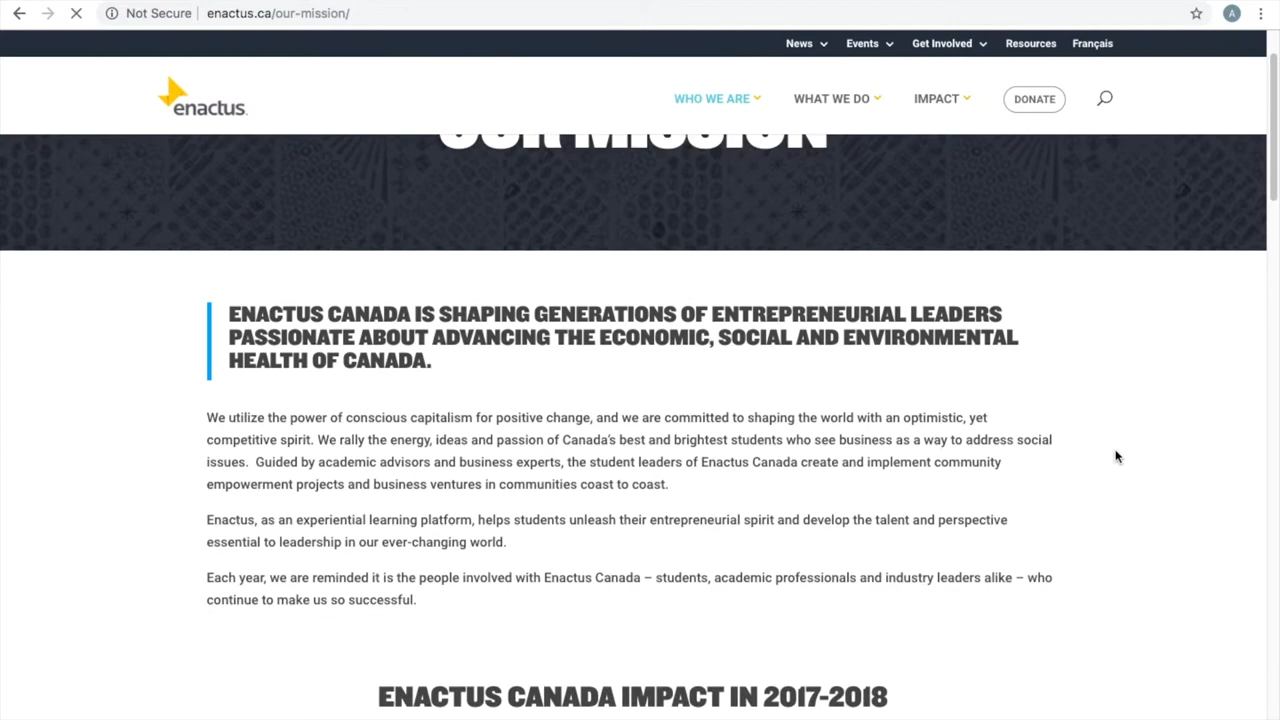 Not Secure
enactus.ca/our-mission/
A
News
Events
Get Involved
Resources
Français
enactus.
WHO WE ARE
WHAT WE DO
IMPACT
DONATE
OUR MISSION
ENACTUS CANADA IS SHAPING GENERATIONS OF ENTREPRENEURIAL LEADERS
PASSIONATE ABOUT ADVANCING THE ECONOMIC, SOCIAL AND ENVIRONMENTAL
HEALTH OF CANADA.
We utilize the power of conscious capitalism for positive change, and we are committed to shaping the world with an optimistic, yet
competitive spirit. We rally the energy, ideas and passion of Canada's best and brightest students who see business as a way to address social
issues.  Guided by academic advisors and business experts, the student leaders of Enactus Canada create and implement community
empowerment projects and business ventures in communities coast to coast.
Enactus, as an experiential learning platform, helps students unleash their entrepreneurial spirit and develop the talent and perspective
essential to leadership in our ever-changing world.
Each year, we are reminded it is the people involved with Enactus Canada – students, academic professionals and industry leaders alike – who
continue to make us so successful.
ENACTUS CANADA IMPACT IN 2017-2018